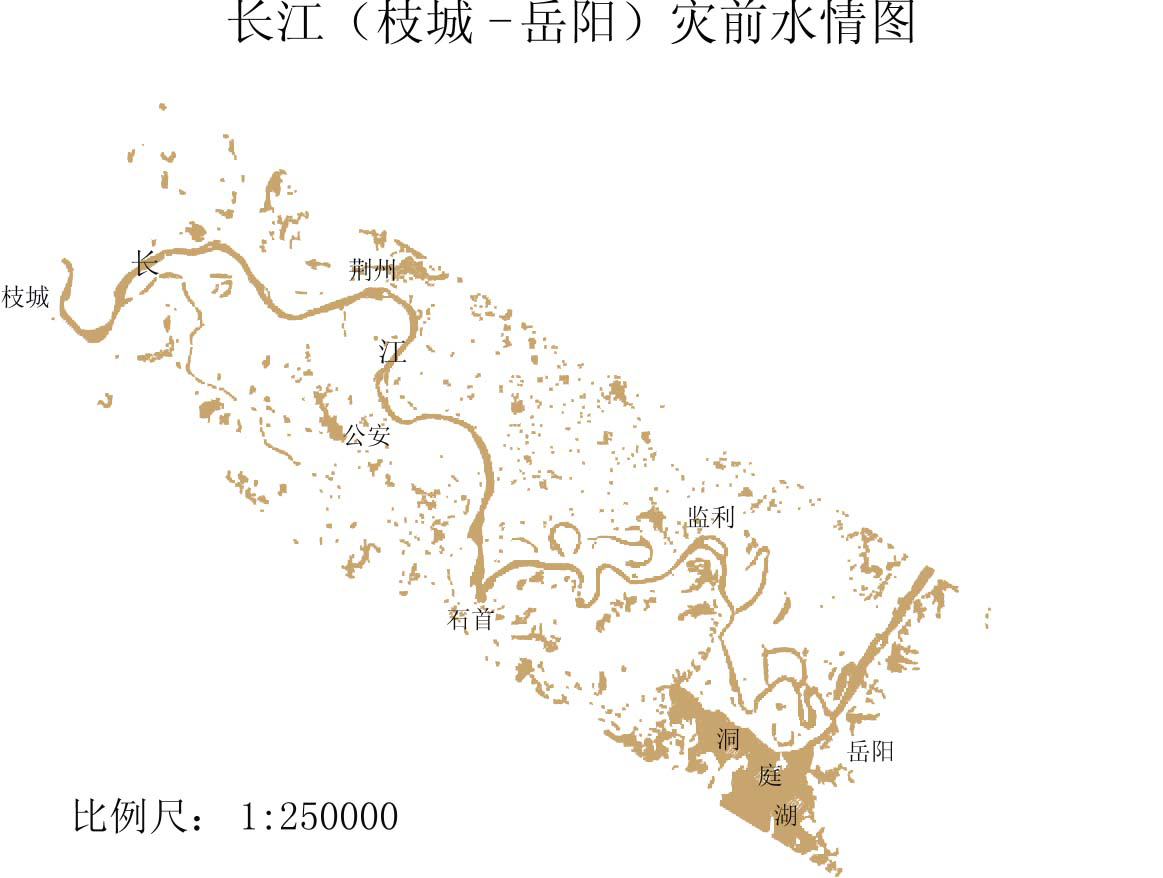 长江（枝城-岳阳）灾前水情图
长
荆州
枝城
江
公安
监利
石首
洞
岳阳
庭
湖
比例尺：1:250000